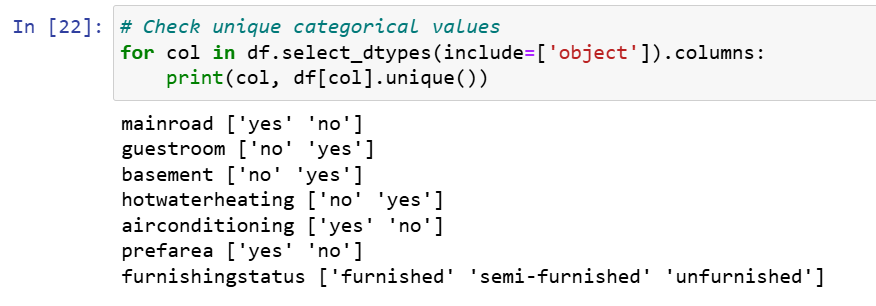 In [22]: # Check unique categorical values
for col in df.select_dtypes(include=['object']).columns:
    print(col, df[col].unique())
mainroad ['yes' 'no']
guestroom ['no' 'yes']
basement ['no' 'yes']
hotwaterheating ['no' 'yes']
airconditioning ['yes' 'no']
prefarea ['yes' 'no']
furnishingstatus ['furnished' 'semi-furnished' 'unfurnished']